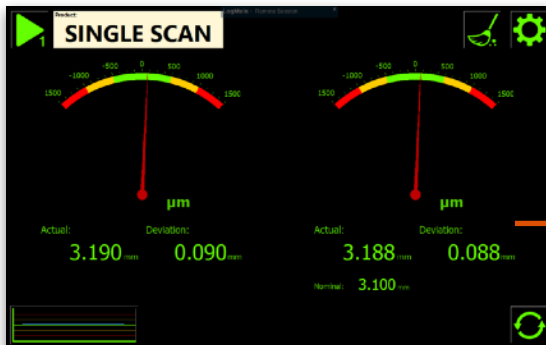 Product:
SINGLE SCAN
1
-500 0 500
-1000 1000
1500 1500
-500 0 500
-1000 1000
1500 1500
µm
µm
Actual: Deviation:
3.190 mm 0.090 mm
Actual: Deviation:
3.188 mm 0.088 mm
Nominal: 3.100 mm